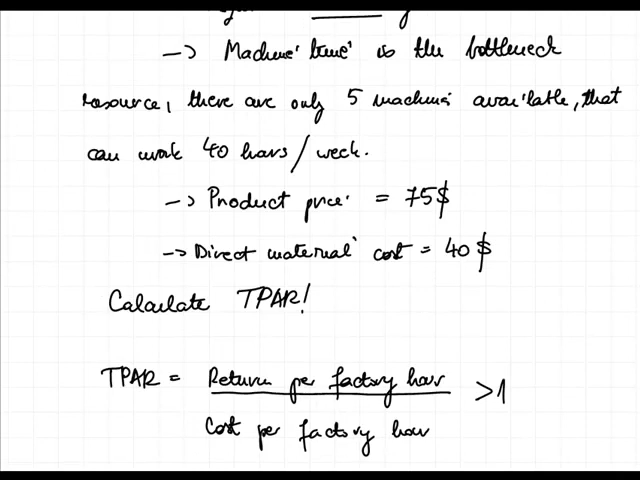 -> Machine time is the bottleneck
resource, there are only 5 machines available, that
can work 40 hours/week.
-> Product price = 75$
-> Direct material cost = 40$
Calculate TPAR!
TPAR = Return per factory hour > 1
Cost per factory hour